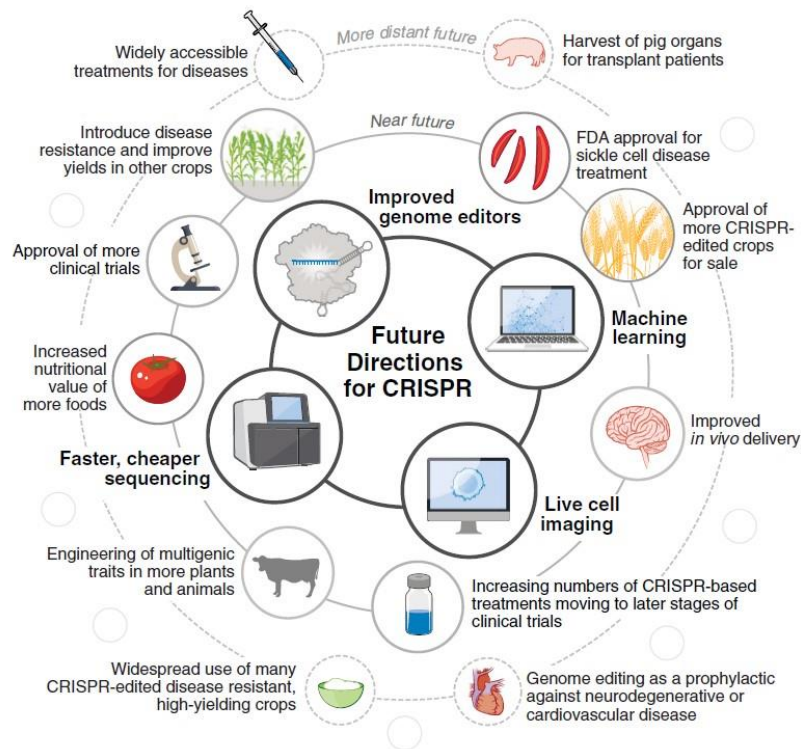 More distant future
Widely accessible
treatments for diseases
Harvest of pig organs
for transplant patients
Near future
Introduce disease
resistance and improve
yields in other crops
FDA approval for
sickle cell disease
treatment
Improved
genome editors
Approval of
more CRISPR-
edited crops
for sale
Approval of more
clinical trials
Future
Directions
for CRISPR
Machine
learning
Increased
nutritional
value of
more foods
Improved
in vivo delivery
Faster, cheaper
sequencing
Live cell
imaging
Engineering of multigenic
traits in more plants
and animals
Increasing numbers of CRISPR-based
treatments moving to later stages of
clinical trials
Widespread use of many
CRISPR-edited disease resistant,
high-yielding crops
Genome editing as a prophylactic
against neurodegenerative or
cardiovascular disease